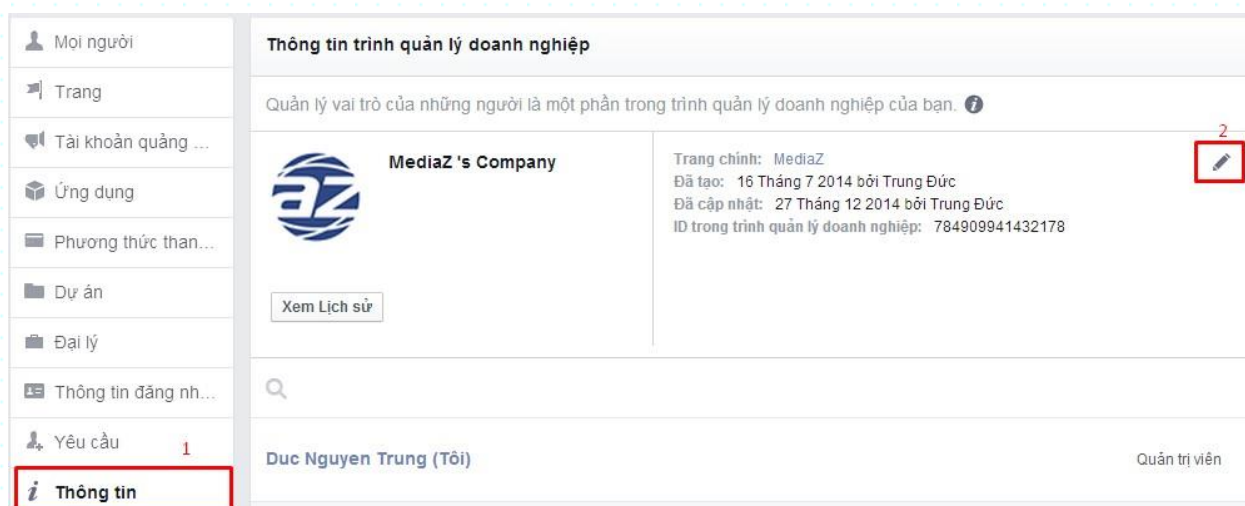 Mọi người
Trang
Tài khoản quảng ...
Ứng dụng
Phương thức than...
Dự án
Đại lý
Thông tin đăng nh...
Yêu cầu
1
Thông tin
Thông tin trình quản lý doanh nghiệp
Quản lý vai trò của những người là một phần trong trình quản lý doanh nghiệp của bạn.
2
az
MediaZ 's Company
Xem Lịch sử
Trang chính: MediaZ
Đã tạo: 16 Tháng 7 2014 bởi Trung Đức
Đã cập nhật: 27 Tháng 12 2014 bởi Trung Đức
ID trong trình quản lý doanh nghiệp: 784909941432178
Duc Nguyen Trung (Tôi)
Quản trị viên